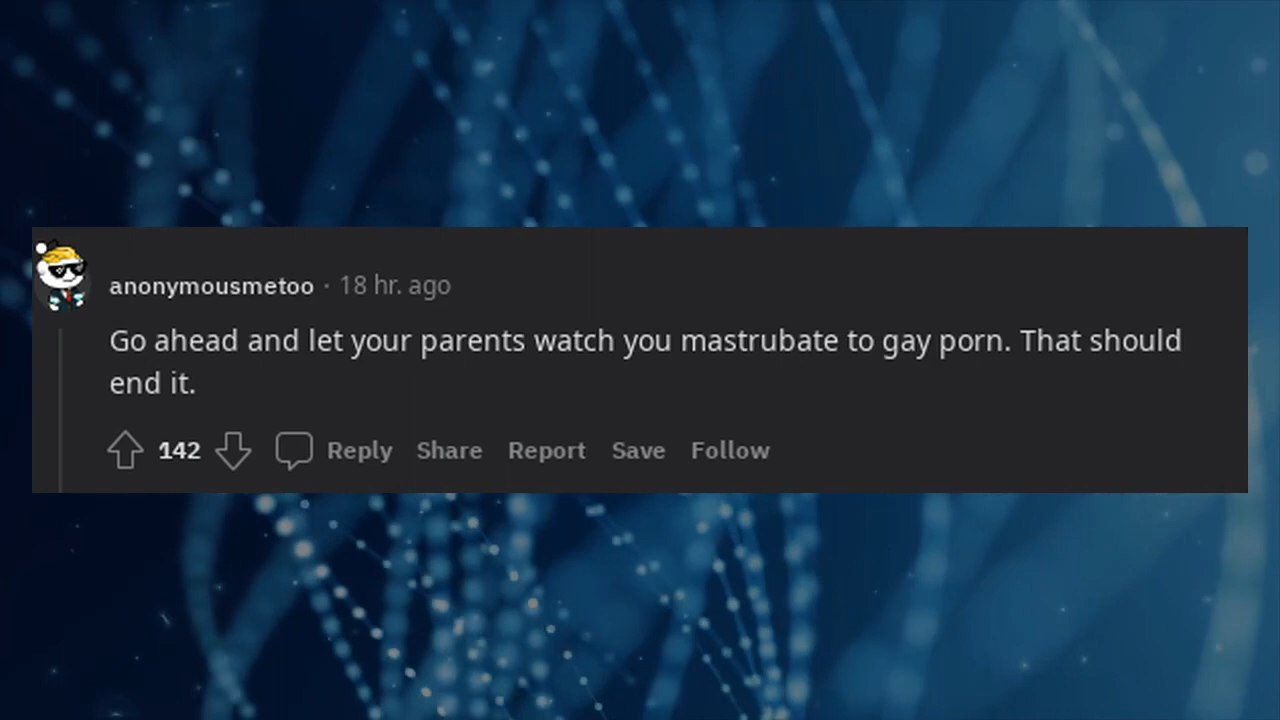 anonymousmetoo · 18 hr. ago
Go ahead and let your parents watch you mastrubate to gay porn. That should
end it.
142 Reply Share Report Save Follow